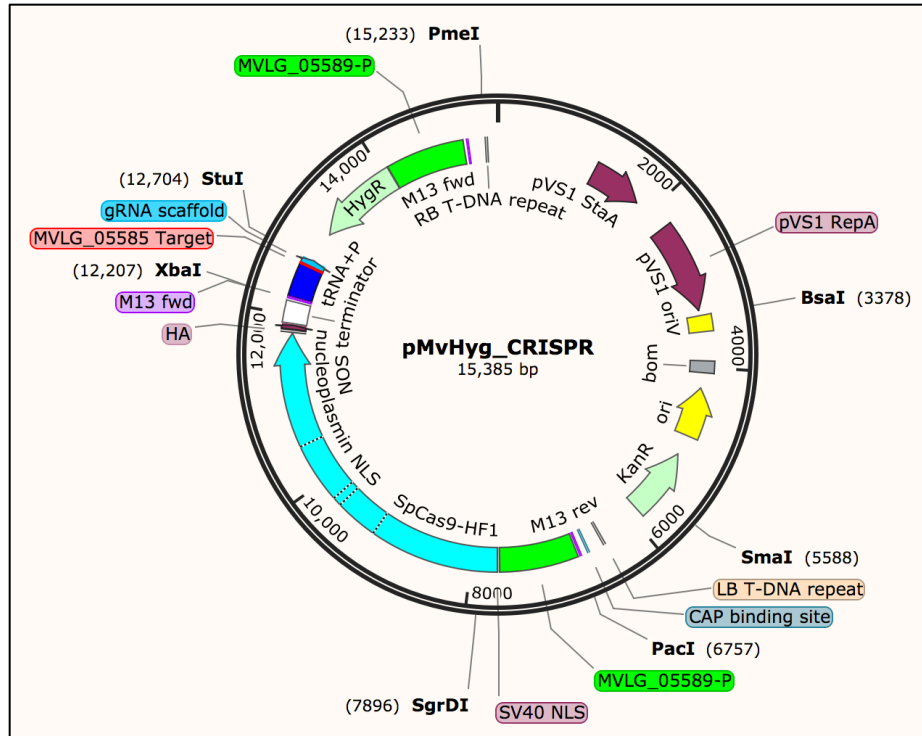 (15,233) PmeI
MVLG_05589-P
14,000
2000
(12,704) StuI
HygR
M13 fwd
RB T-DNA repeat
pVS1 StaA
gRNA scaffold
pVS1 RepA
MVLG_05585 Target
tRNA+P
(12,207) XbaI
pVS1 oriV
BsaI (3378)
M13 fwd
NOS terminator
HA
12,000
pMvHyg_CRISPR
15,385 bp
bom
4000
nucleoplasmin NLS
ori
KanR
SpCas9-HF1
M13 rev
10,000
6000
SmaI (5588)
LB T-DNA repeat
8000
CAP binding site
PacI (6757)
MVLG_05589-P
(7896) SgrDI
SV40 NLS